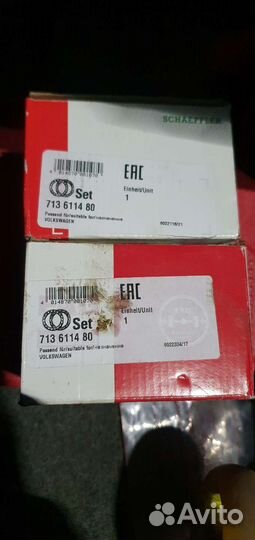 SCHAEFFLER
Set
713 6114 80
Passend für/suitable for/
VOLKSWAGEN
EAC
Einheit/Unit
1
Set
713 6114 80
Passend für/suitable for/
VOLKSWAGEN
EAC
Einheit/Unit
1
Avito